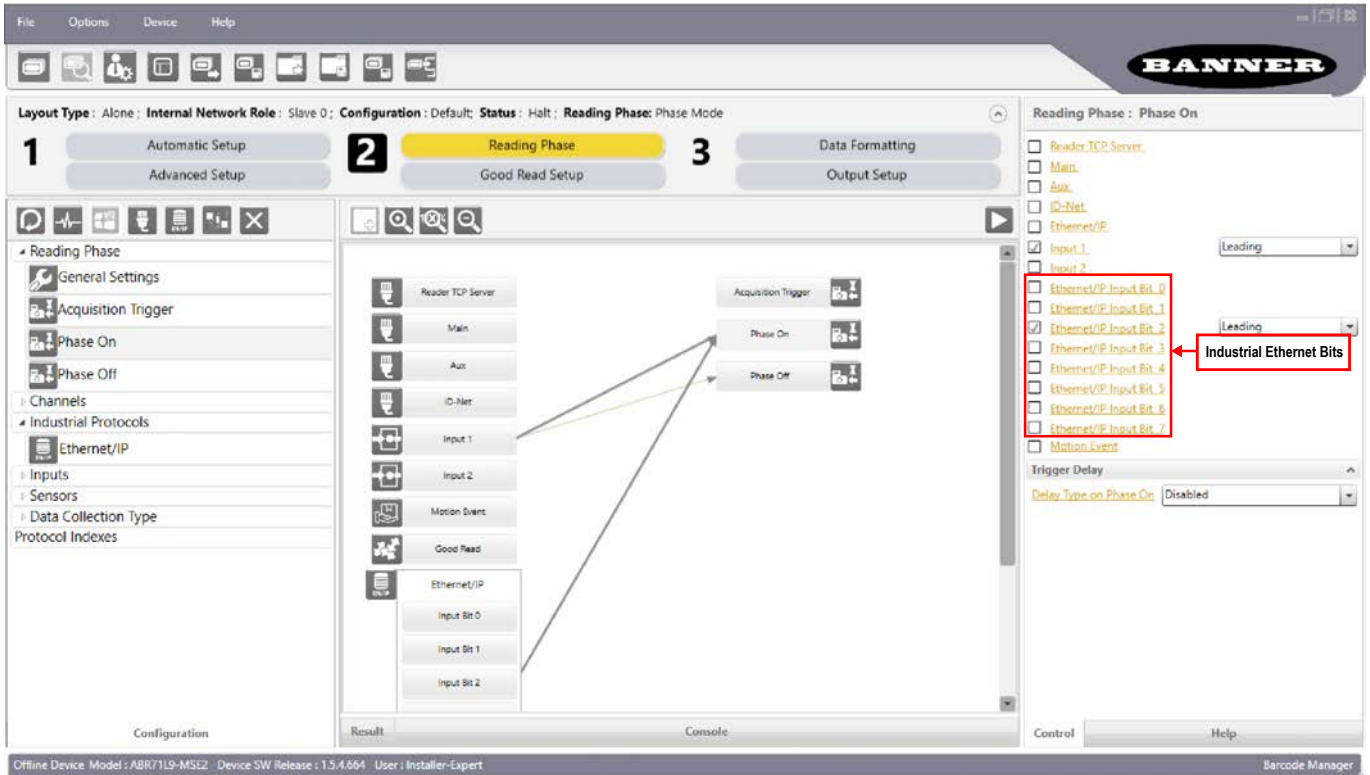 File Options Device Help
BANNER
Layout Type : Alone ; Internal Network Role : Slave 0 ; Configuration : Default; Status : Halt ; Reading Phase: Phase Mode
1 Automatic Setup
Advanced Setup
2 Reading Phase
Good Read Setup
3 Data Formatting
Output Setup
Reading Phase
General Settings
Acquisition Trigger
Phase On
Phase Off
Channels
Industrial Protocols
Ethernet/IP
Inputs
Sensors
Data Collection Type
Protocol Indexes
Configuration
Reader TCP Server
Main
Aux
ID-Net
Input 1
Input 2
Motion Event
Good Read
Ethernet/IP
Input Bit 0
Input Bit 1
Input Bit 2
Acquisition Trigger
Phase On
Phase Off
Result Console
Reading Phase : Phase On
Reader TCP Server
Main
Aux
ID-Net
Ethernet/IP
Input 1 Leading
Input 2
Ethernet/IP Input Bit 0
Ethernet/IP Input Bit 1
Ethernet/IP Input Bit 2 Leading
Ethernet/IP Input Bit 3
Ethernet/IP Input Bit 4
Ethernet/IP Input Bit 5
Ethernet/IP Input Bit 6
Ethernet/IP Input Bit 7
Industrial Ethernet Bits
Motion Event
Trigger Delay
Delay Type on Phase On Disabled
Control Help
Offline Device Model : ABR71L9-MSE2 Device SW Release : 1.5.4.664 User : Installer-Expert
Barcode Manager